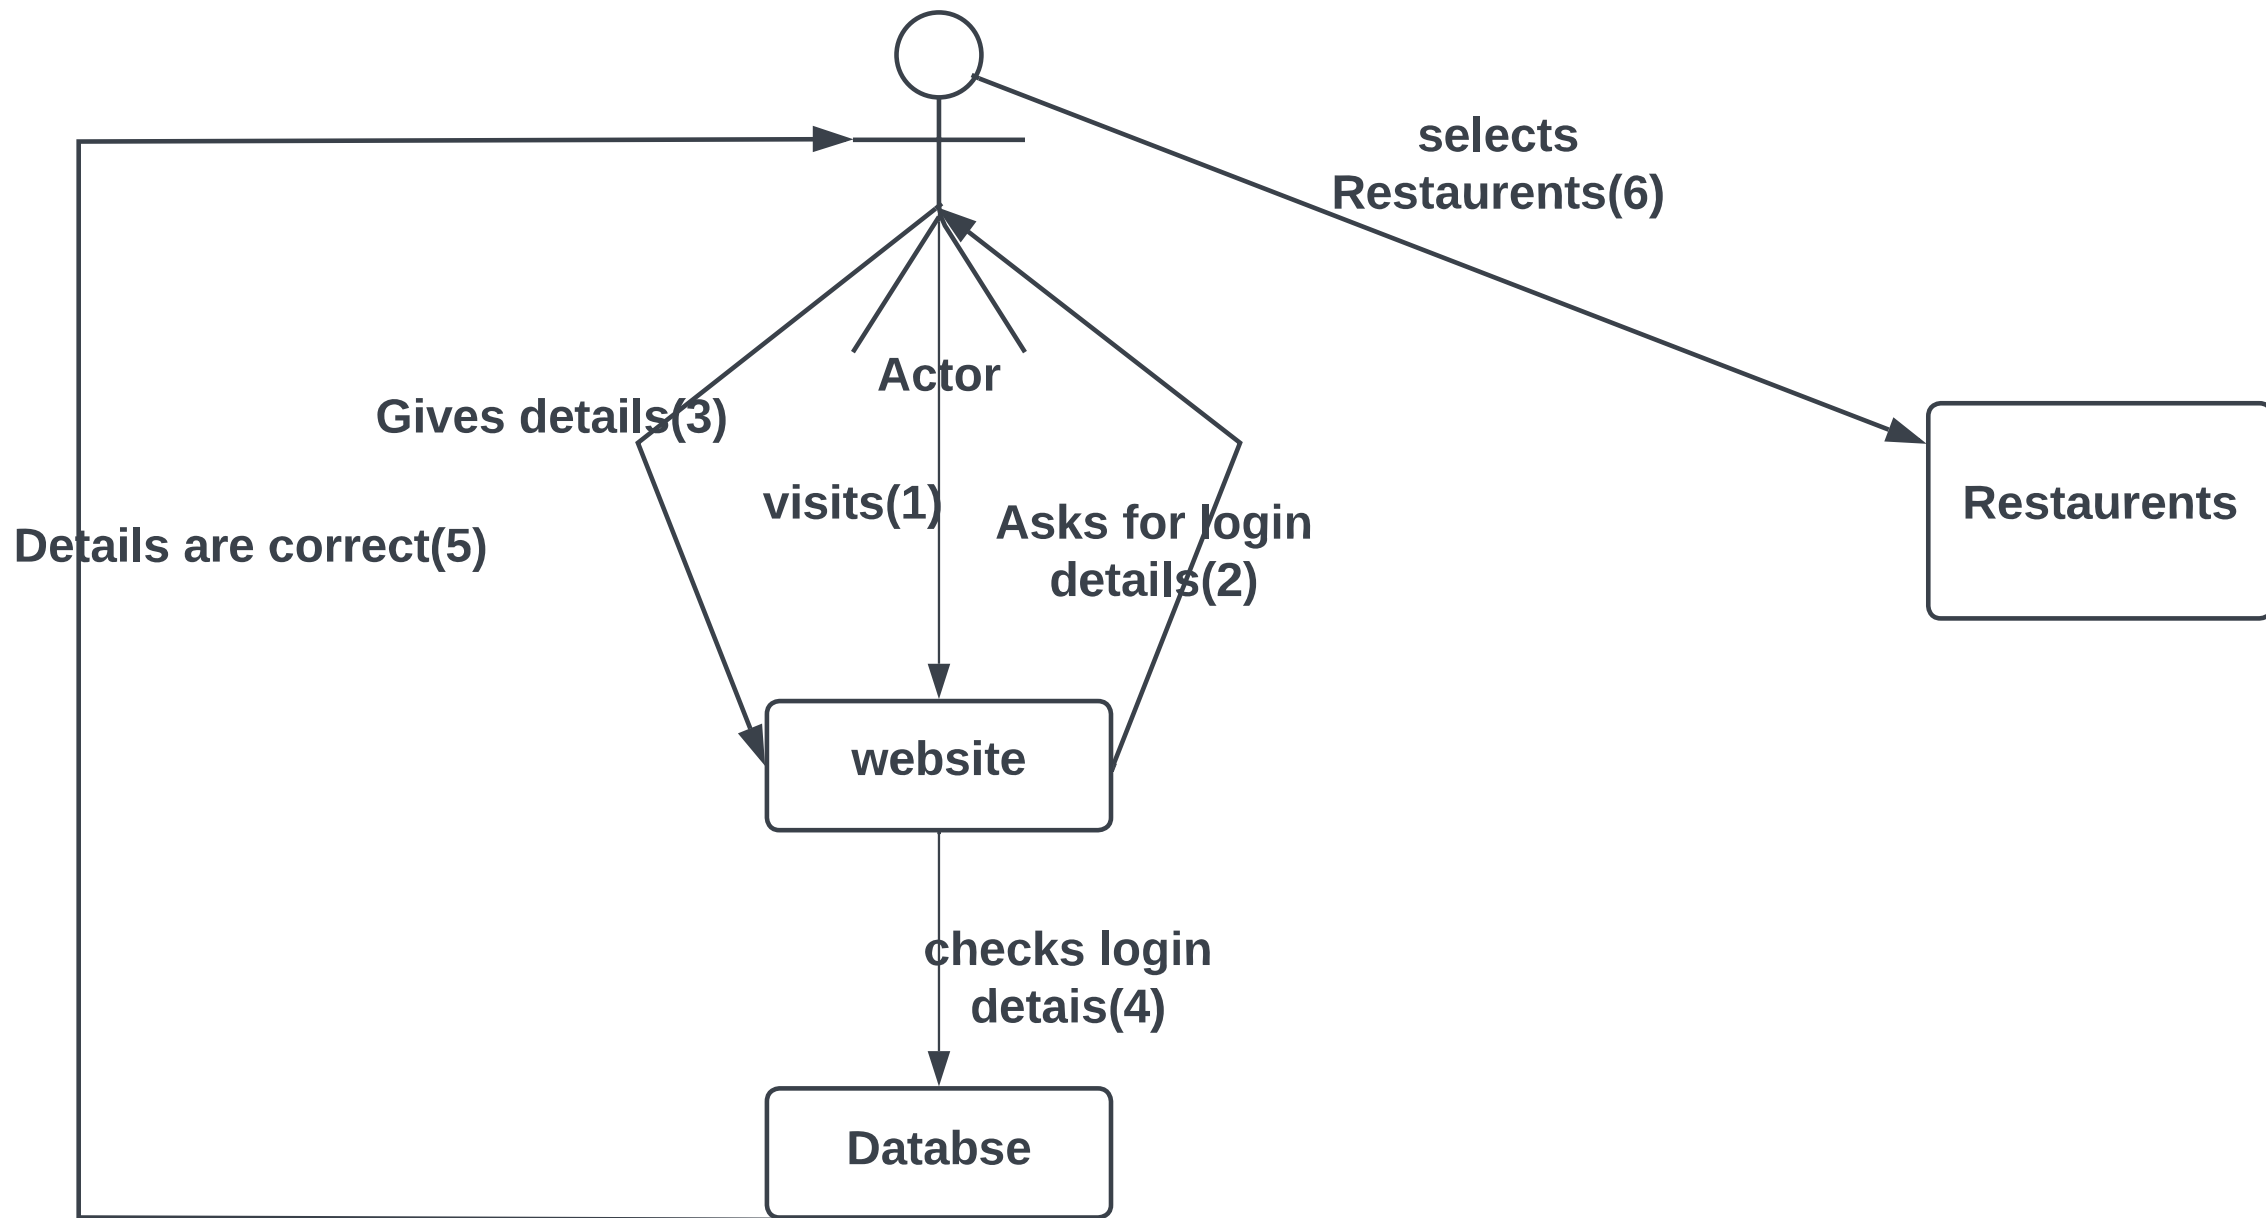 selects
Restaurents(6)
Actor
Gives details(3)
visits(1)
Asks for login
details(2)
Restaurents
Details are correct(5)
website
checks login
detais(4)
Databse